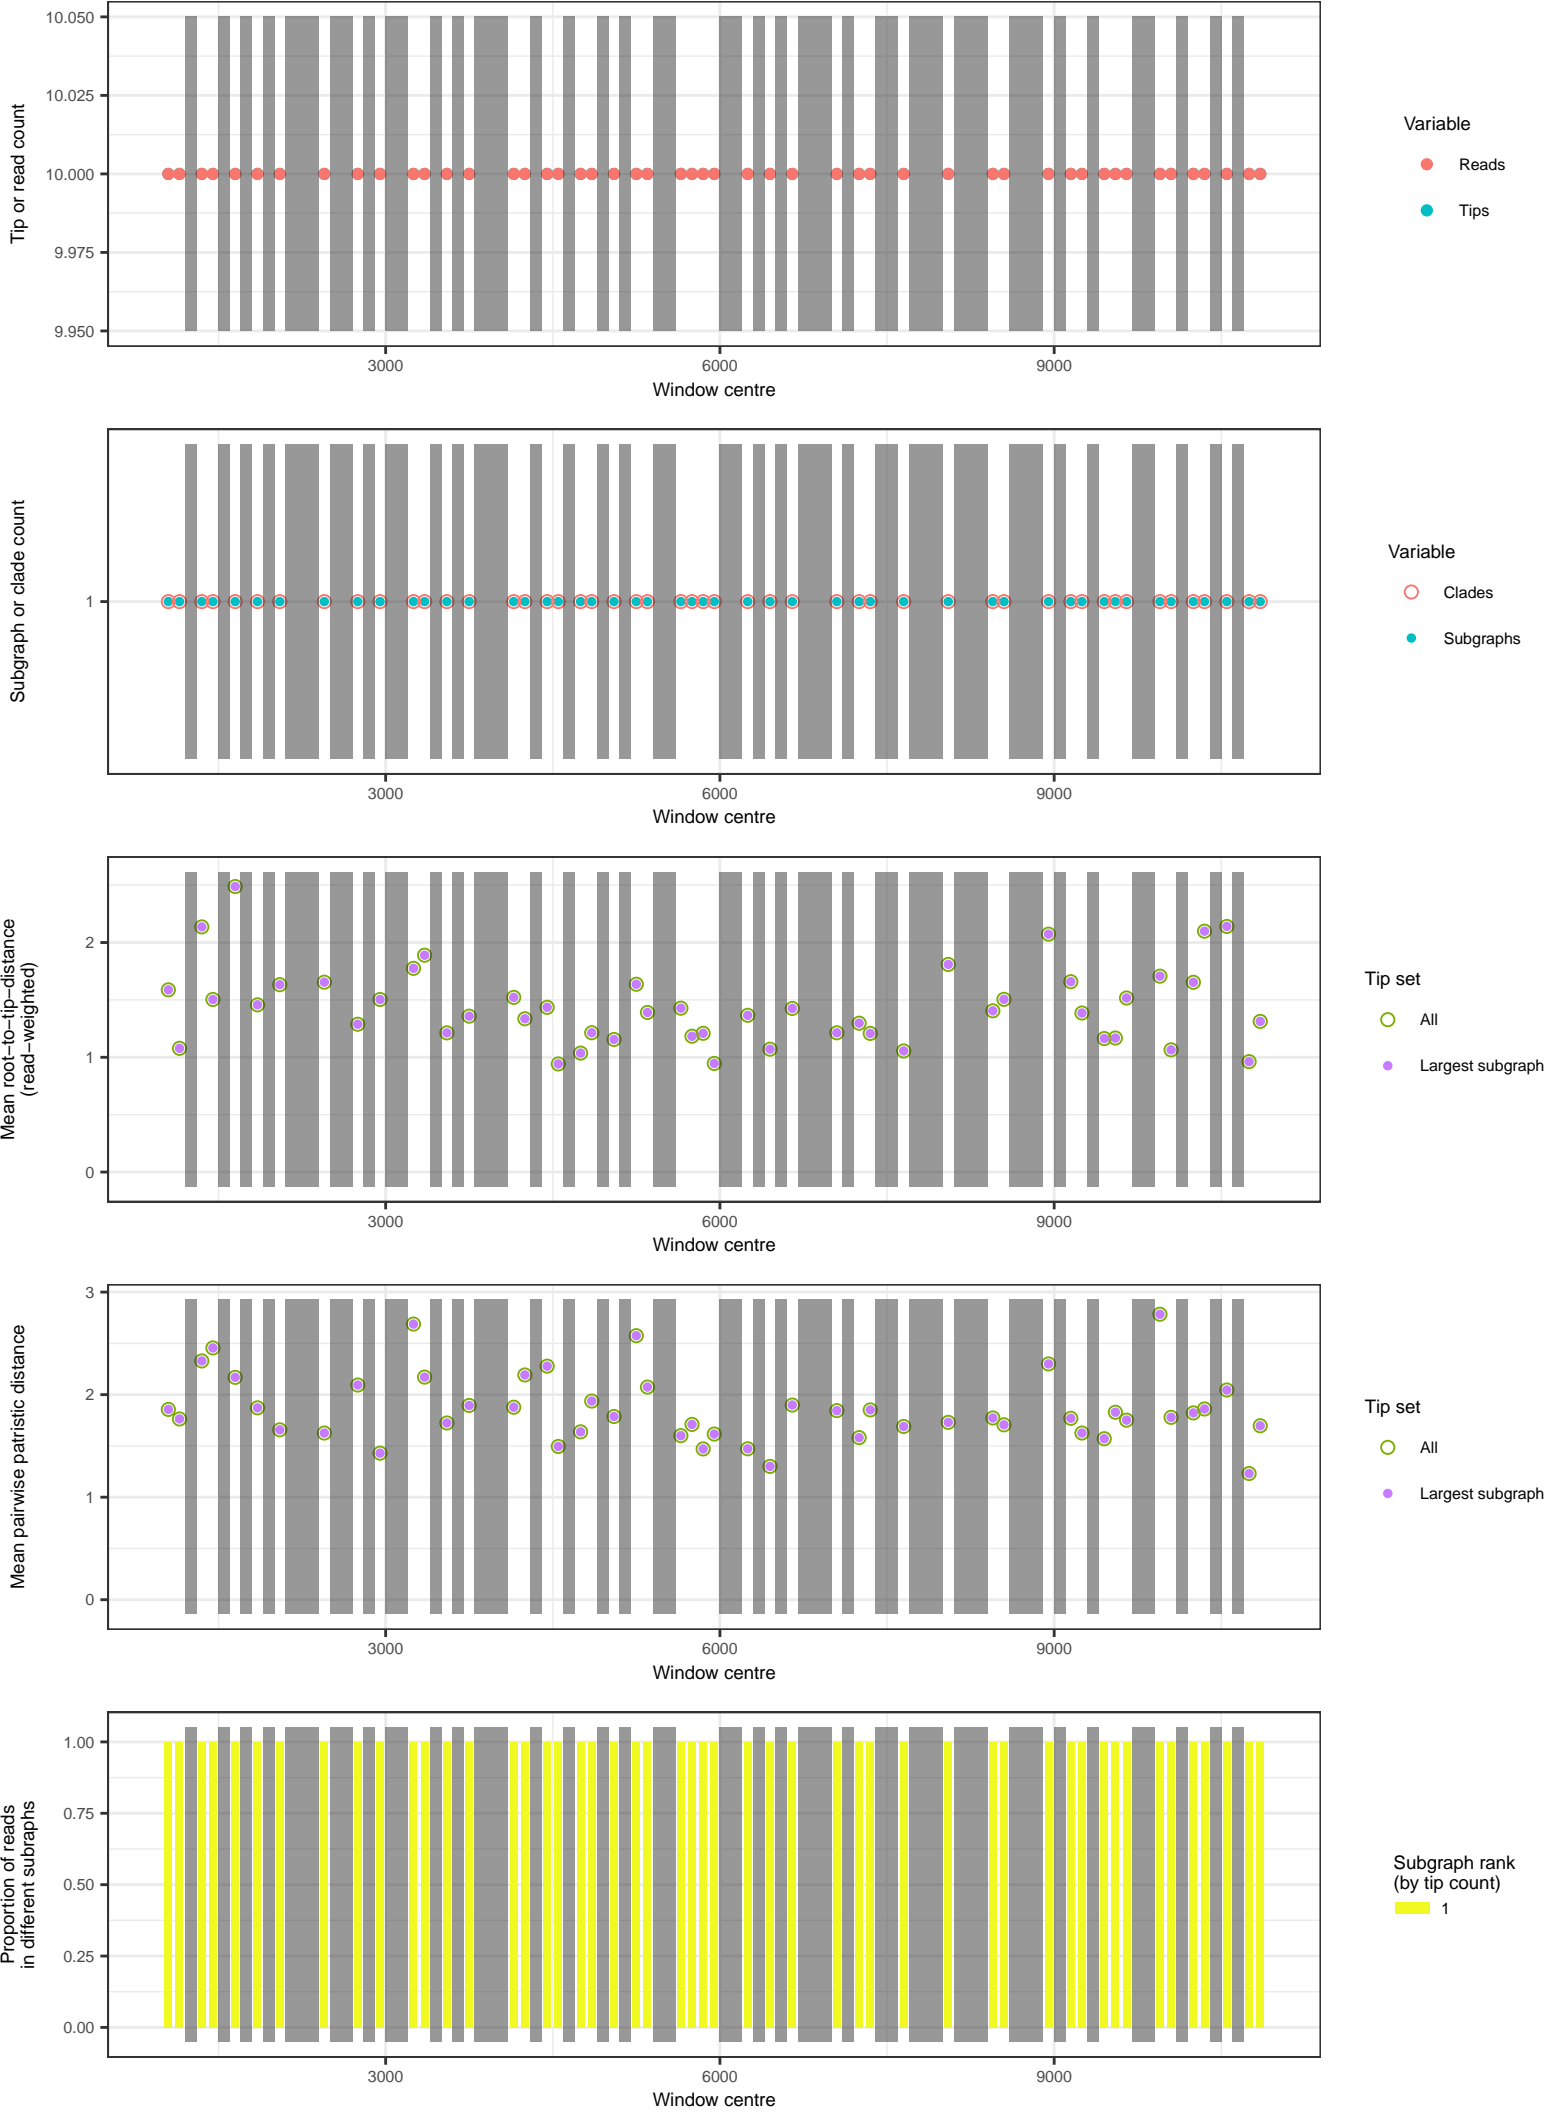 10.050
10.025
10.000
9.975
9.950
Tip or read count
3000
6000
9000
Window centre
Variable
Reads
Tips
1
Subgraph or clade count
3000
6000
9000
Window centre
Variable
Clades
Subgraphs
2
1
0
Mean root−to−tip−distance
(read−weighted)
3000
6000
9000
Window centre
Tip set
All
Largest subgraph
3
2
1
0
Mean pairwise patristic distance
3000
6000
9000
Window centre
Tip set
All
Largest subgraph
1.00
0.75
0.50
0.25
0.00
Proportion of reads
in different subraphs
3000
6000
9000
Window centre
Subgraph rank
(by tip count)
1